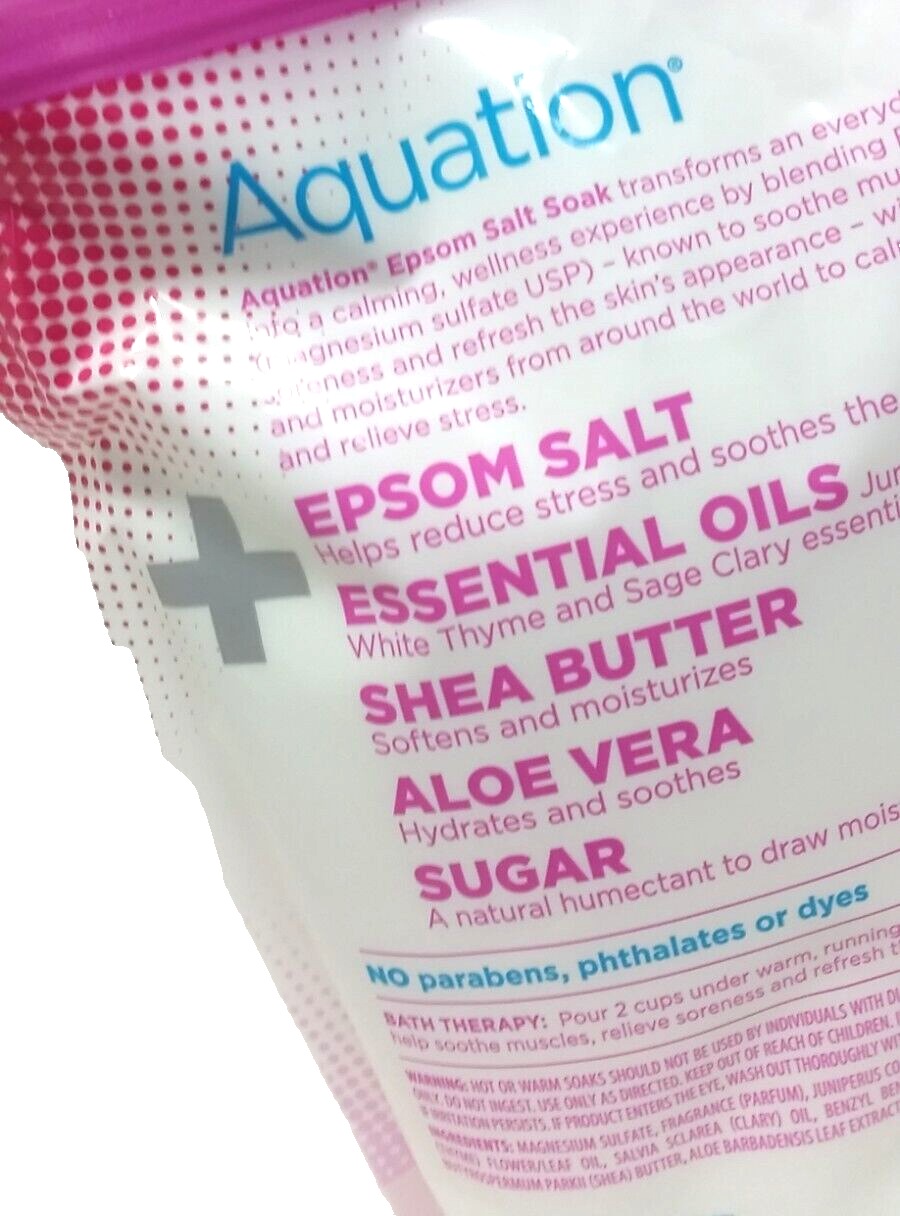 Aquation®
Aquation® Epsom Salt Soak transforms an everyd
into a calming, wellness experience by blending
(magnesium sulfate USP) – known to soothe mu
and refresh the skin's appearance – wi
and moisturizers from around the world to cal
and relieve stress.
EPSOM SALT
Helps reduce stress and soothes the
ESSENTIAL OILS Jun
White Thyme and Sage Clary essenti
SHEA BUTTER
Softens and moisturizes
ALOE VERA
Hydrates and soothes
SUGAR
A natural humectant to draw mois
NO parabens, phthalates or dyes
BATH THERAPY: Pour 2 cups under warm, running
help soothe muscles, relieve soreness and refresh t
WARNING: HOT OR WARM SOAKS SHOULD NOT BE USED BY INDIVIDUALS WITH DI
ONLY. DO NOT INGEST. USE ONLY AS DIRECTED. KEEP OUT OF REACH OF CHILDREN.
IF IRRITATION PERSISTS. IF PRODUCT ENTERS THE EYE, WASH OUT THOROUGHLY WIT
INGREDIENTS: MAGNESIUM SULFATE, FRAGRANCE (PARFUM), JUNIPERUS CO
(THYME) FLOWER/LEAF OIL, SALVIA SCLAREA (CLARY) OIL, BENZYL BEN
BUTYROSPERMUM PARKII (SHEA) BUTTER, ALOE BARBADENSIS LEAF EXTRACT